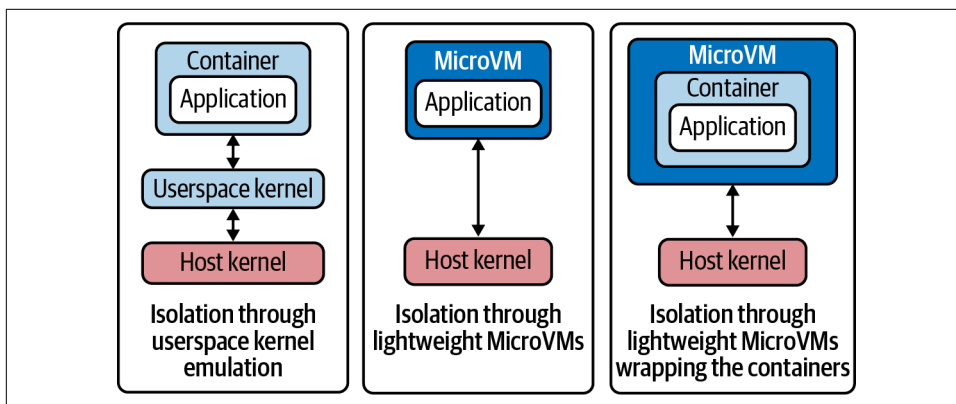 Container
Application
Userspace kernel
Host kernel
Isolation through
userspace kernel
emulation
MicroVM
Application
Host kernel
Isolation through
lightweight MicroVMs
MicroVM
Container
Application
Host kernel
Isolation through
lightweight MicroVMs
wrapping the containers